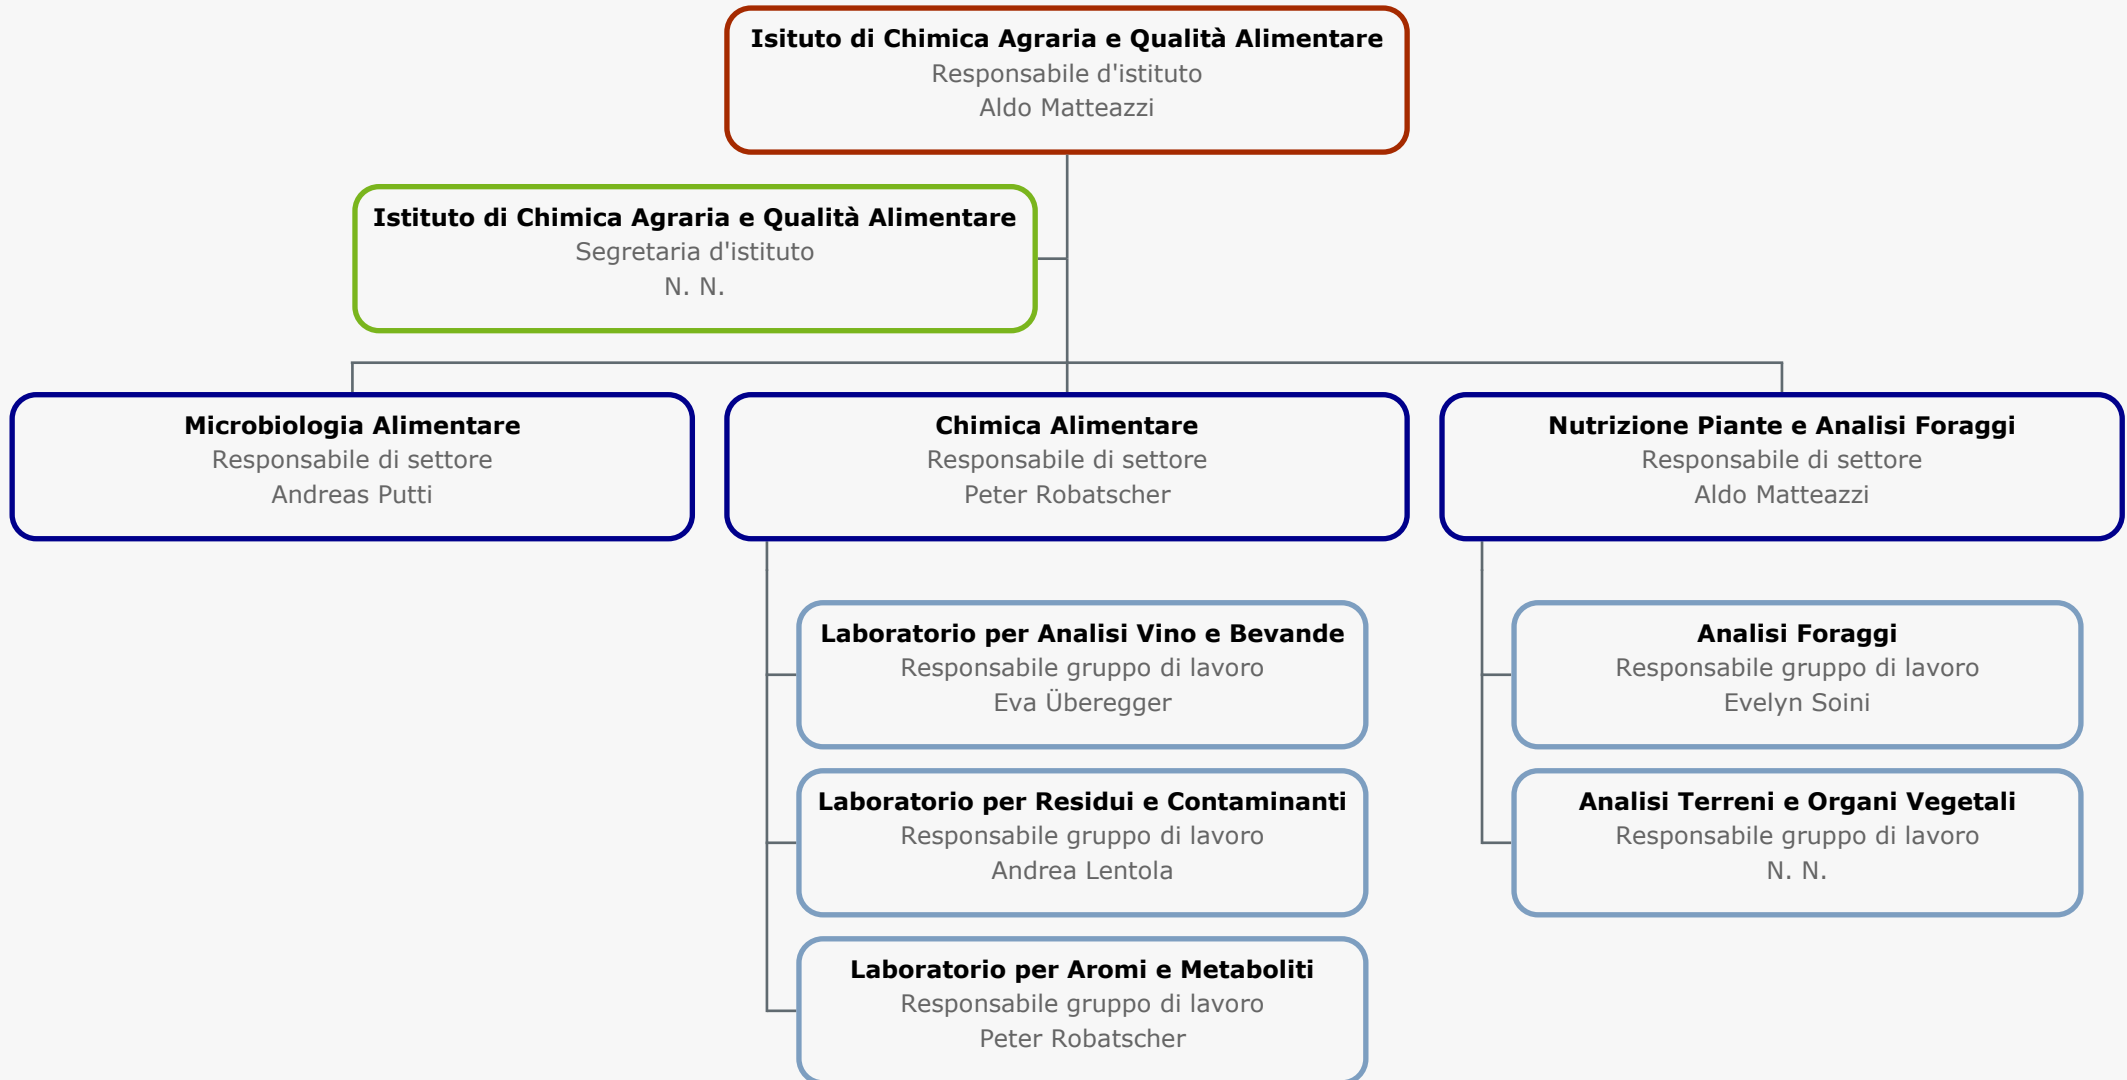 Isituto di Chimica Agraria e Qualità Alimentare
Responsabile d'istituto
Aldo Matteazzi
Istituto di Chimica Agraria e Qualità Alimentare
Segretaria d'istituto
N. N.
Microbiologia Alimentare
Responsabile di settore
Andreas Putti
Chimica Alimentare
Responsabile di settore
Peter Robatscher
Nutrizione Piante e Analisi Foraggi
Responsabile di settore
Aldo Matteazzi
Laboratorio per Analisi Vino e Bevande
Responsabile gruppo di lavoro
Eva Überegger
Laboratorio per Residui e Contaminanti
Responsabile gruppo di lavoro
Andrea Lentola
Laboratorio per Aromi e Metaboliti
Responsabile gruppo di lavoro
Peter Robatscher
Analisi Foraggi
Responsabile gruppo di lavoro
Evelyn Soini
Analisi Terreni e Organi Vegetali
Responsabile gruppo di lavoro
N. N.